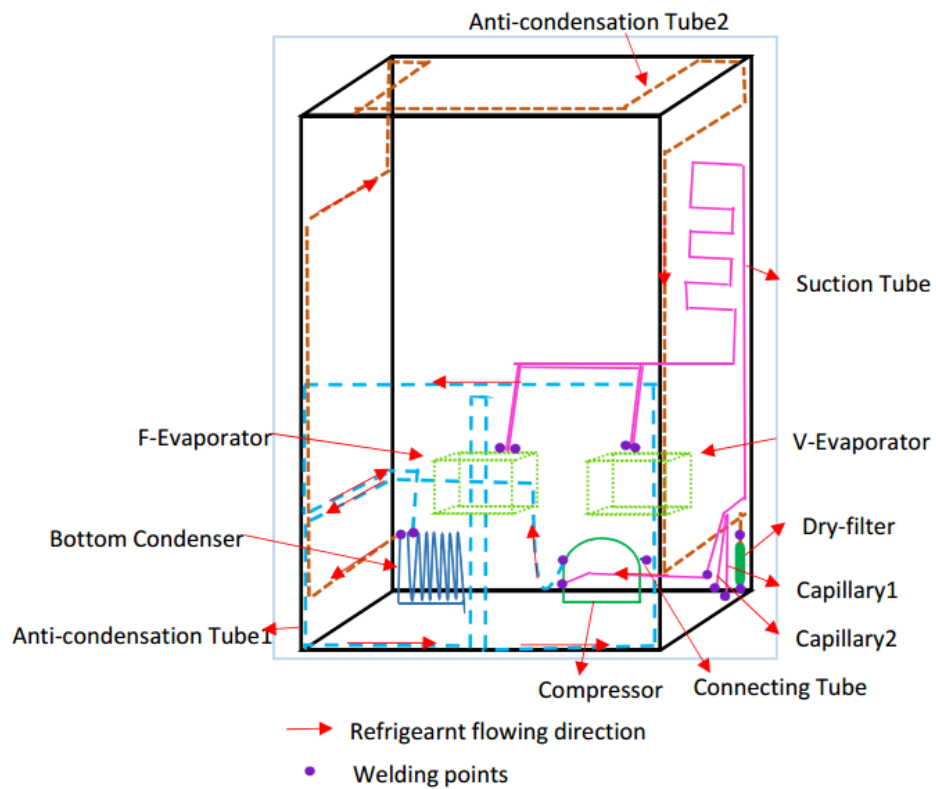 Anti-condensation Tube2
Suction Tube
F-Evaporator
V-Evaporator
Bottom Condenser
Dry-filter
Capillary1
Anti-condensation Tube1
Capillary2
Compressor
Connecting Tube
Refrigearnt flowing direction
Welding points